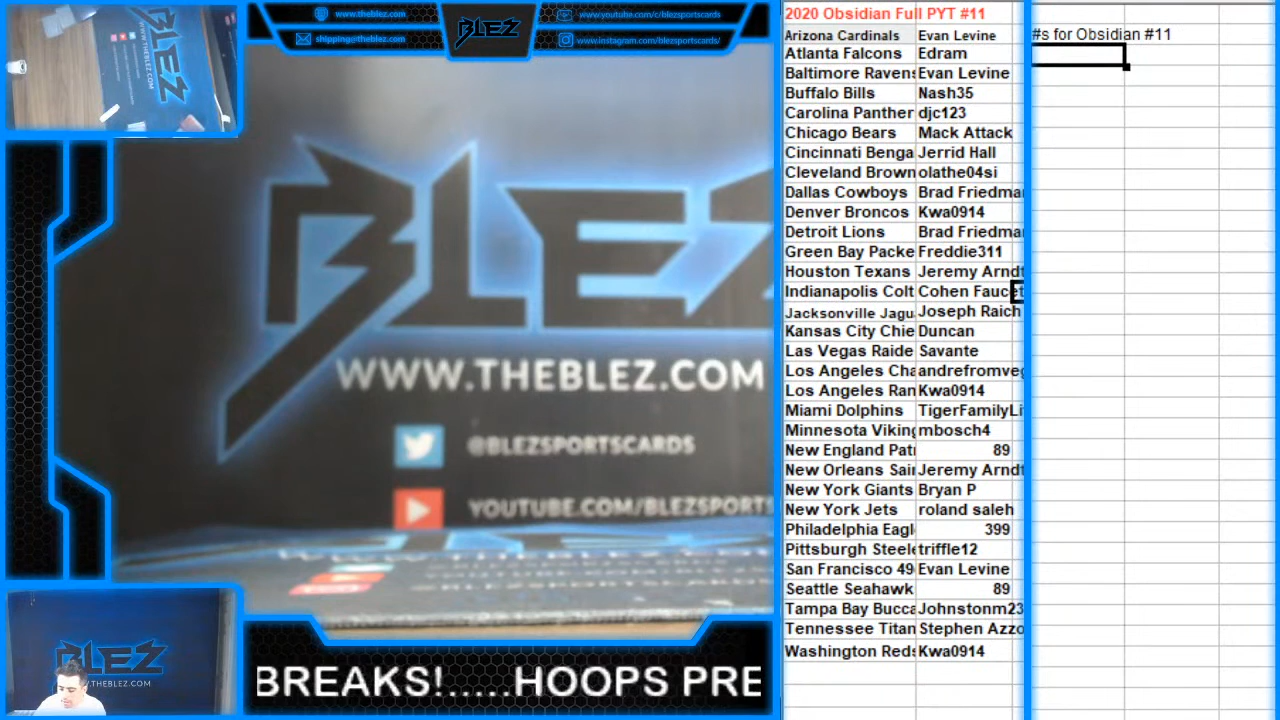 www.theblez.com
shipping@theblez.com
BLEZ
www.youtube.com/c/blezsportscards
www.instagram.com/blezsportscards/
BLEZ
WWW.THEBLEZ.COM
BLEZ
WWW.THEBLEZ.COM
@BLEZSPORTSCARDS
YOUTUBE.COM/BLEZSPORTS
BLEZ
BREAKS!.....HOOPS PRE
2020 Obsidian Full PYT #11
Arizona Cardinals Evan Levine
Atlanta Falcons Edram
Baltimore Ravens Evan Levine
Buffalo Bills Nash35
Carolina Panther djc123
Chicago Bears Mack Attack
Cincinnati Benga Jerrid Hall
Cleveland Brown olathe04si
Dallas Cowboys Brad Friedma
Denver Broncos Kwa0914
Detroit Lions Brad Friedma
Green Bay Packe Freddie311
Houston Texans Jeremy Arndt
Indianapolis Colt Cohen Faucet
Jacksonville Jagu Joseph Raich
Kansas City Chie Duncan
Las Vegas Raide Savante
Los Angeles Cha andrefromveg
Los Angeles Ran Kwa0914
Miami Dolphins TigerFamilyLi
Minnesota Viking mbosch4
New England Pat 89
New Orleans Sai Jeremy Arndt
New York Giants Bryan P
New York Jets roland saleh
Philadelphia Eagl 399
Pittsburgh Steele triffle12
San Francisco 49 Evan Levine
Seattle Seahawk 89
Tampa Bay Bucca Johnstonm23
Tennessee Titan Stephen Azzo
Washington Reds Kwa0914
#s for Obsidian #11